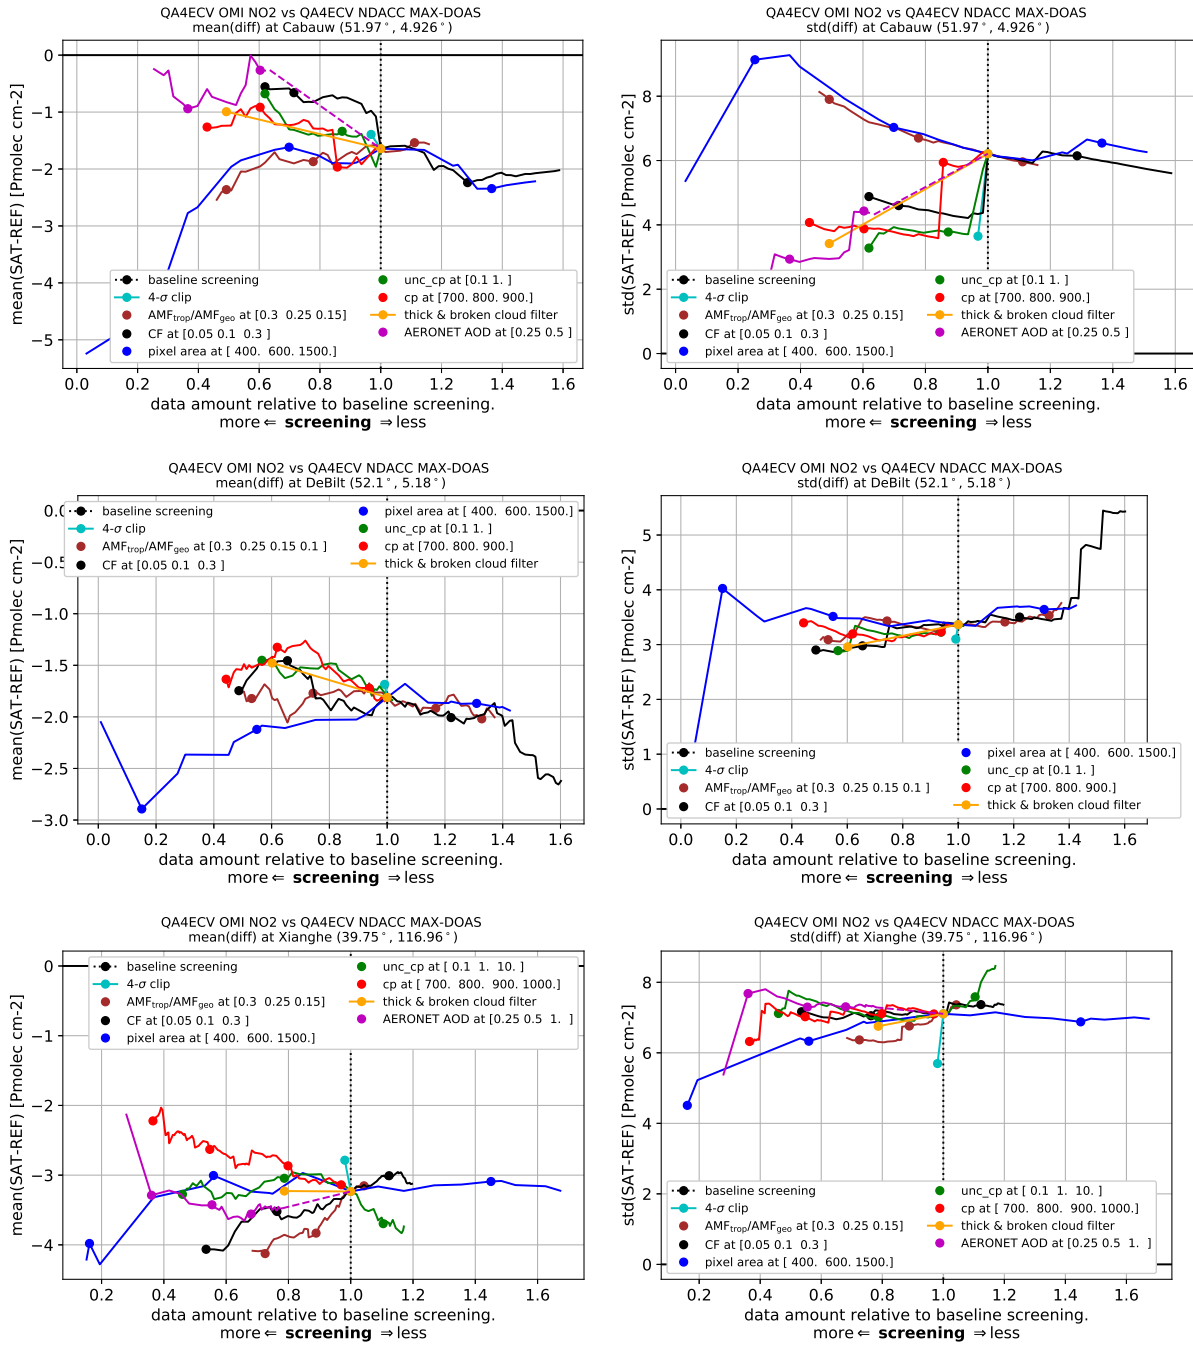 QA4ECV OMI NO2 vs QA4ECV NDACC MAX-DOAS
mean(diff) at Cabauw (51.97°, 4.926°)
mean(SAT-REF) [Pmolec cm-2]
0
−1
−2
−3
−4
−5
baseline screening
4-σ clip
AMFtrop/AMFgeo at [0.3 0.25 0.15]
CF at [0.05 0.1 0.3 ]
pixel area at [ 400. 600. 1500.]
unc_cp at [0.1 1. ]
cp at [700. 800. 900.]
thick & broken cloud filter
AERONET AOD at [0.25 0.5 ]
0.0 0.2 0.4 0.6 0.8 1.0 1.2 1.4 1.6
data amount relative to baseline screening.
more⇐ screening ⇒less
QA4ECV OMI NO2 vs QA4ECV NDACC MAX-DOAS
std(diff) at Cabauw (51.97°, 4.926°)
std(SAT-REF) [Pmolec cm-2]
8
6
4
2
0
baseline screening
4-σ clip
AMFtrop/AMFgeo at [0.3 0.25 0.15]
CF at [0.05 0.1 0.3 ]
pixel area at [ 400. 600. 1500.]
unc_cp at [0.1 1. ]
cp at [700. 800. 900.]
thick & broken cloud filter
AERONET AOD at [0.25 0.5 ]
0.0 0.2 0.4 0.6 0.8 1.0 1.2 1.4 1.6
data amount relative to baseline screening.
more⇐ screening ⇒less
QA4ECV OMI NO2 vs QA4ECV NDACC MAX-DOAS
mean(diff) at DeBilt (52.1°, 5.18°)
mean(SAT-REF) [Pmolec cm-2]
−1.0
−1.5
−2.0
−2.5
−3.0
baseline screening
4-σ clip
AMFtrop/AMFgeo at [0.3 0.25 0.15 0.1 ]
CF at [0.05 0.1 0.3 ]
pixel area at [ 400. 600. 1500.]
unc_cp at [0.1 1. ]
cp at [700. 800. 900.]
thick & broken cloud filter
0.0 0.2 0.4 0.6 0.8 1.0 1.2 1.4 1.6
data amount relative to baseline screening.
more⇐ screening ⇒less
QA4ECV OMI NO2 vs QA4ECV NDACC MAX-DOAS
std(diff) at DeBilt (52.1°, 5.18°)
std(SAT-REF) [Pmolec cm-2]
5
4
3
2
1
0
baseline screening
4-σ clip
AMFtrop/AMFgeo at [0.3 0.25 0.15 0.1 ]
CF at [0.05 0.1 0.3 ]
pixel area at [ 400. 600. 1500.]
unc_cp at [0.1 1. ]
cp at [700. 800. 900.]
thick & broken cloud filter
0.0 0.2 0.4 0.6 0.8 1.0 1.2 1.4 1.6
data amount relative to baseline screening.
more⇐ screening ⇒less
QA4ECV OMI NO2 vs QA4ECV NDACC MAX-DOAS
mean(diff) at Xianghe (39.75°, 116.96°)
mean(SAT-REF) [Pmolec cm-2]
0
−1
−2
−3
−4
baseline screening
4-σ clip
AMFtrop/AMFgeo at [0.3 0.25 0.15]
CF at [0.05 0.1 0.3 ]
pixel area at [ 400. 600. 1500.]
unc_cp at [ 0.1 1. 10. ]
cp at [ 700. 800. 900. 1000.]
thick & broken cloud filter
AERONET AOD at [0.25 0.5 1. ]
0.2 0.4 0.6 0.8 1.0 1.2 1.4 1.6
data amount relative to baseline screening.
more⇐ screening ⇒less
QA4ECV OMI NO2 vs QA4ECV NDACC MAX-DOAS
std(diff) at Xianghe (39.75°, 116.96°)
std(SAT-REF) [Pmolec cm-2]
8
6
4
2
0
baseline screening
4-σ clip
AMFtrop/AMFgeo at [0.3 0.25 0.15]
CF at [0.05 0.1 0.3 ]
pixel area at [ 400. 600. 1500.]
unc_cp at [ 0.1 1. 10. ]
cp at [ 700. 800. 900. 1000.]
thick & broken cloud filter
AERONET AOD at [0.25 0.5 1. ]
0.2 0.4 0.6 0.8 1.0 1.2 1.4 1.6
data amount relative to baseline screening.
more⇐ screening ⇒less